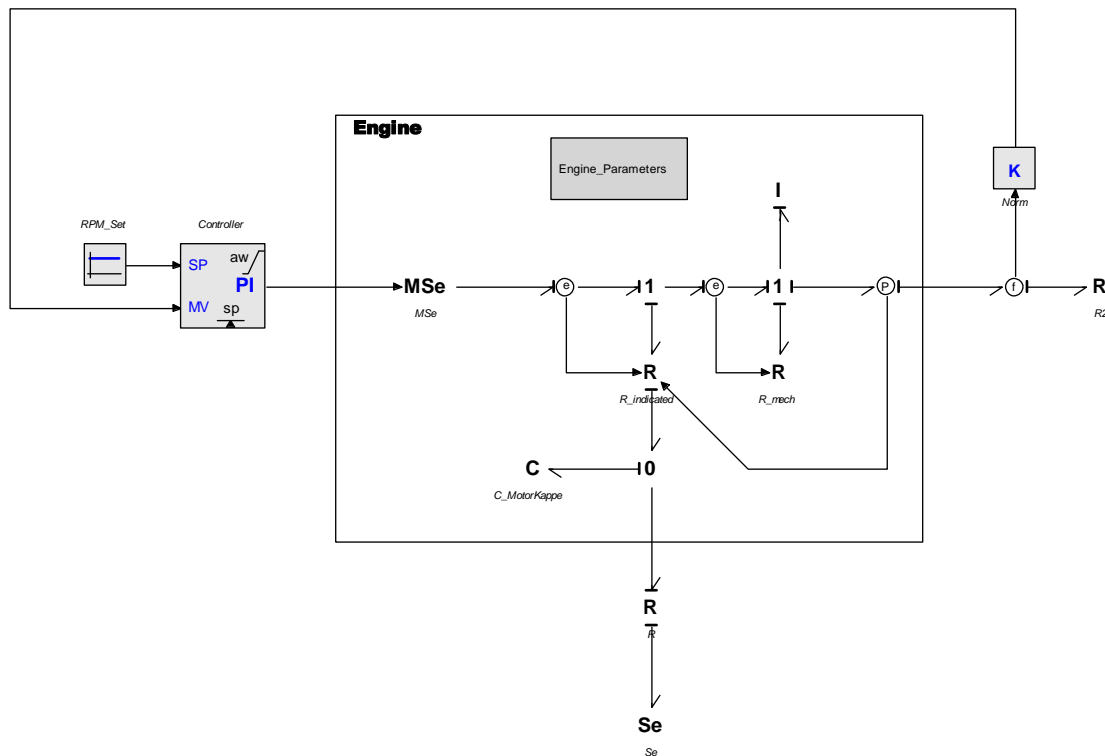 Engine
Engine_Parameters
K
Norm
I
RPM_Set
Controller
SP
aw
PI
MV
sp
MSe
MSe
e
1
e
1
P
f
R
R2
R
R_indicated
R
R_mech
C
C_MotorKappe
0
R
R
Se
Se